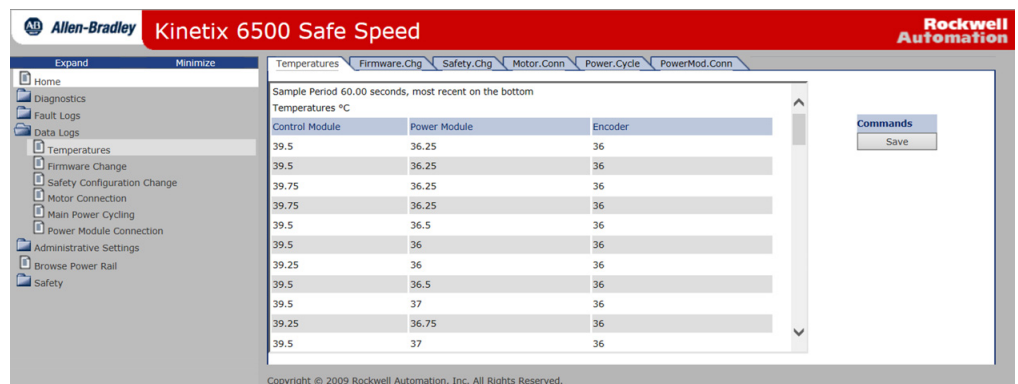 AB Allen-Bradley Kinetix 6500 Safe Speed Rockwell Automation
Expand Minimize
Home
Diagnostics
Fault Logs
Data Logs
Temperatures
Firmware Change
Safety Configuration Change
Motor Connection
Main Power Cycling
Power Module Connection
Administrative Settings
Browse Power Rail
Safety
Temperatures Firmware.Chg Safety.Chg Motor.Conn Power.Cycle PowerMod.Conn
Sample Period 60.00 seconds, most recent on the bottom
Temperatures °C
Control Module Power Module Encoder
39.5 36.25 36
39.5 36.25 36
39.75 36.25 36
39.75 36.25 36
39.5 36.5 36
39.5 36 36
39.25 36 36
39.5 36.5 36
39.5 37 36
39.25 36.75 36
39.5 37 36
Commands
Save
Copyright © 2009 Rockwell Automation, Inc. All Rights Reserved.